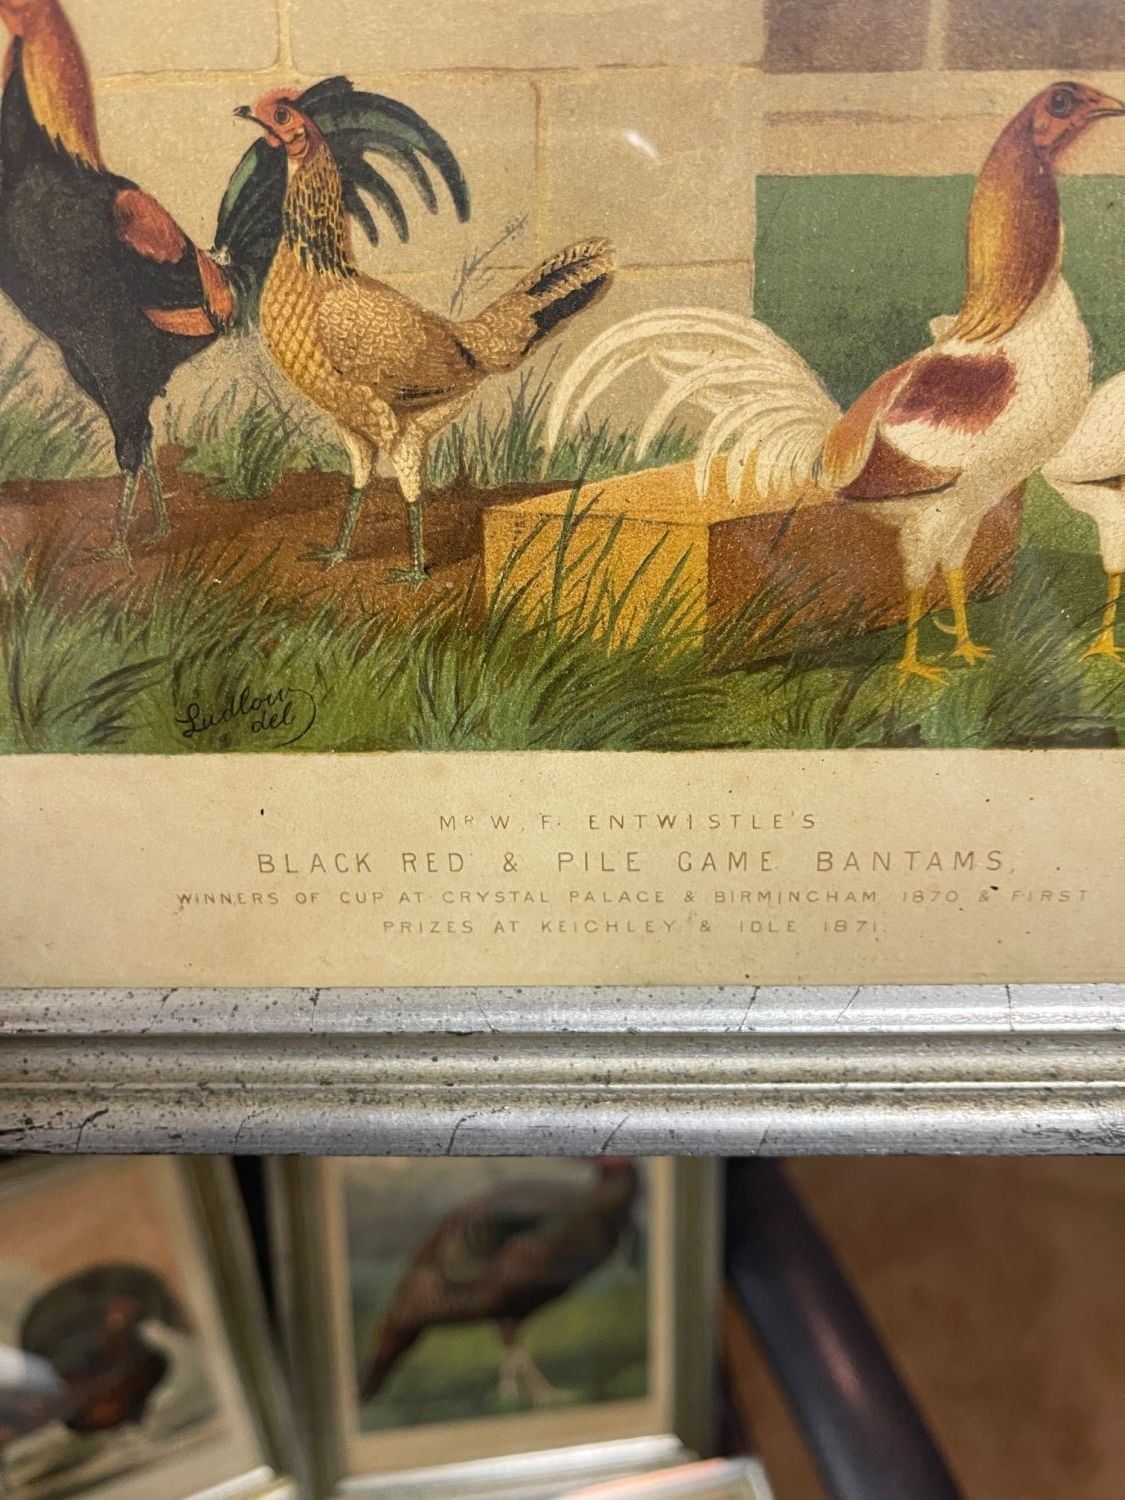 Ludlow
del
MR W. F. ENTWISTLE'S
BLACK RED & PILE GAME BANTAMS,
WINNERS OF CUP AT CRYSTAL PALACE & BIRMINGHAM 1870 & FIRST
PRIZES AT KEIGHLEY & IDLE 1871.